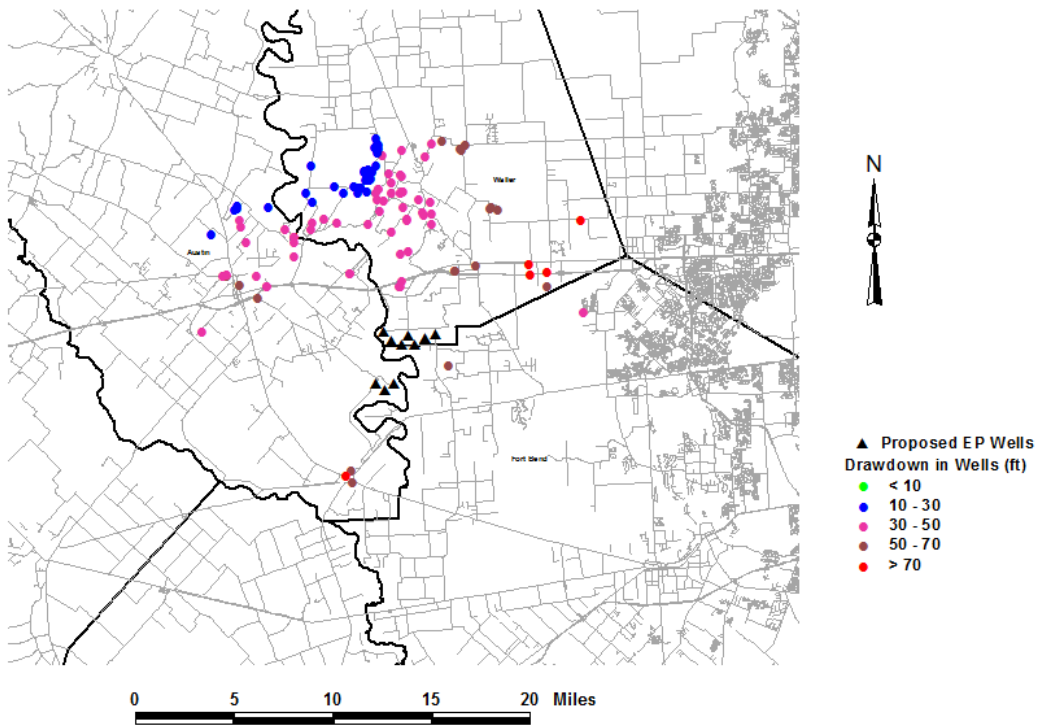 N
Waller
Austin
Proposed EP Wells
Drawdown in Wells (ft)
< 10
10 - 30
30 - 50
50 - 70
> 70
Fort Bend
0 5 10 15 20 Miles